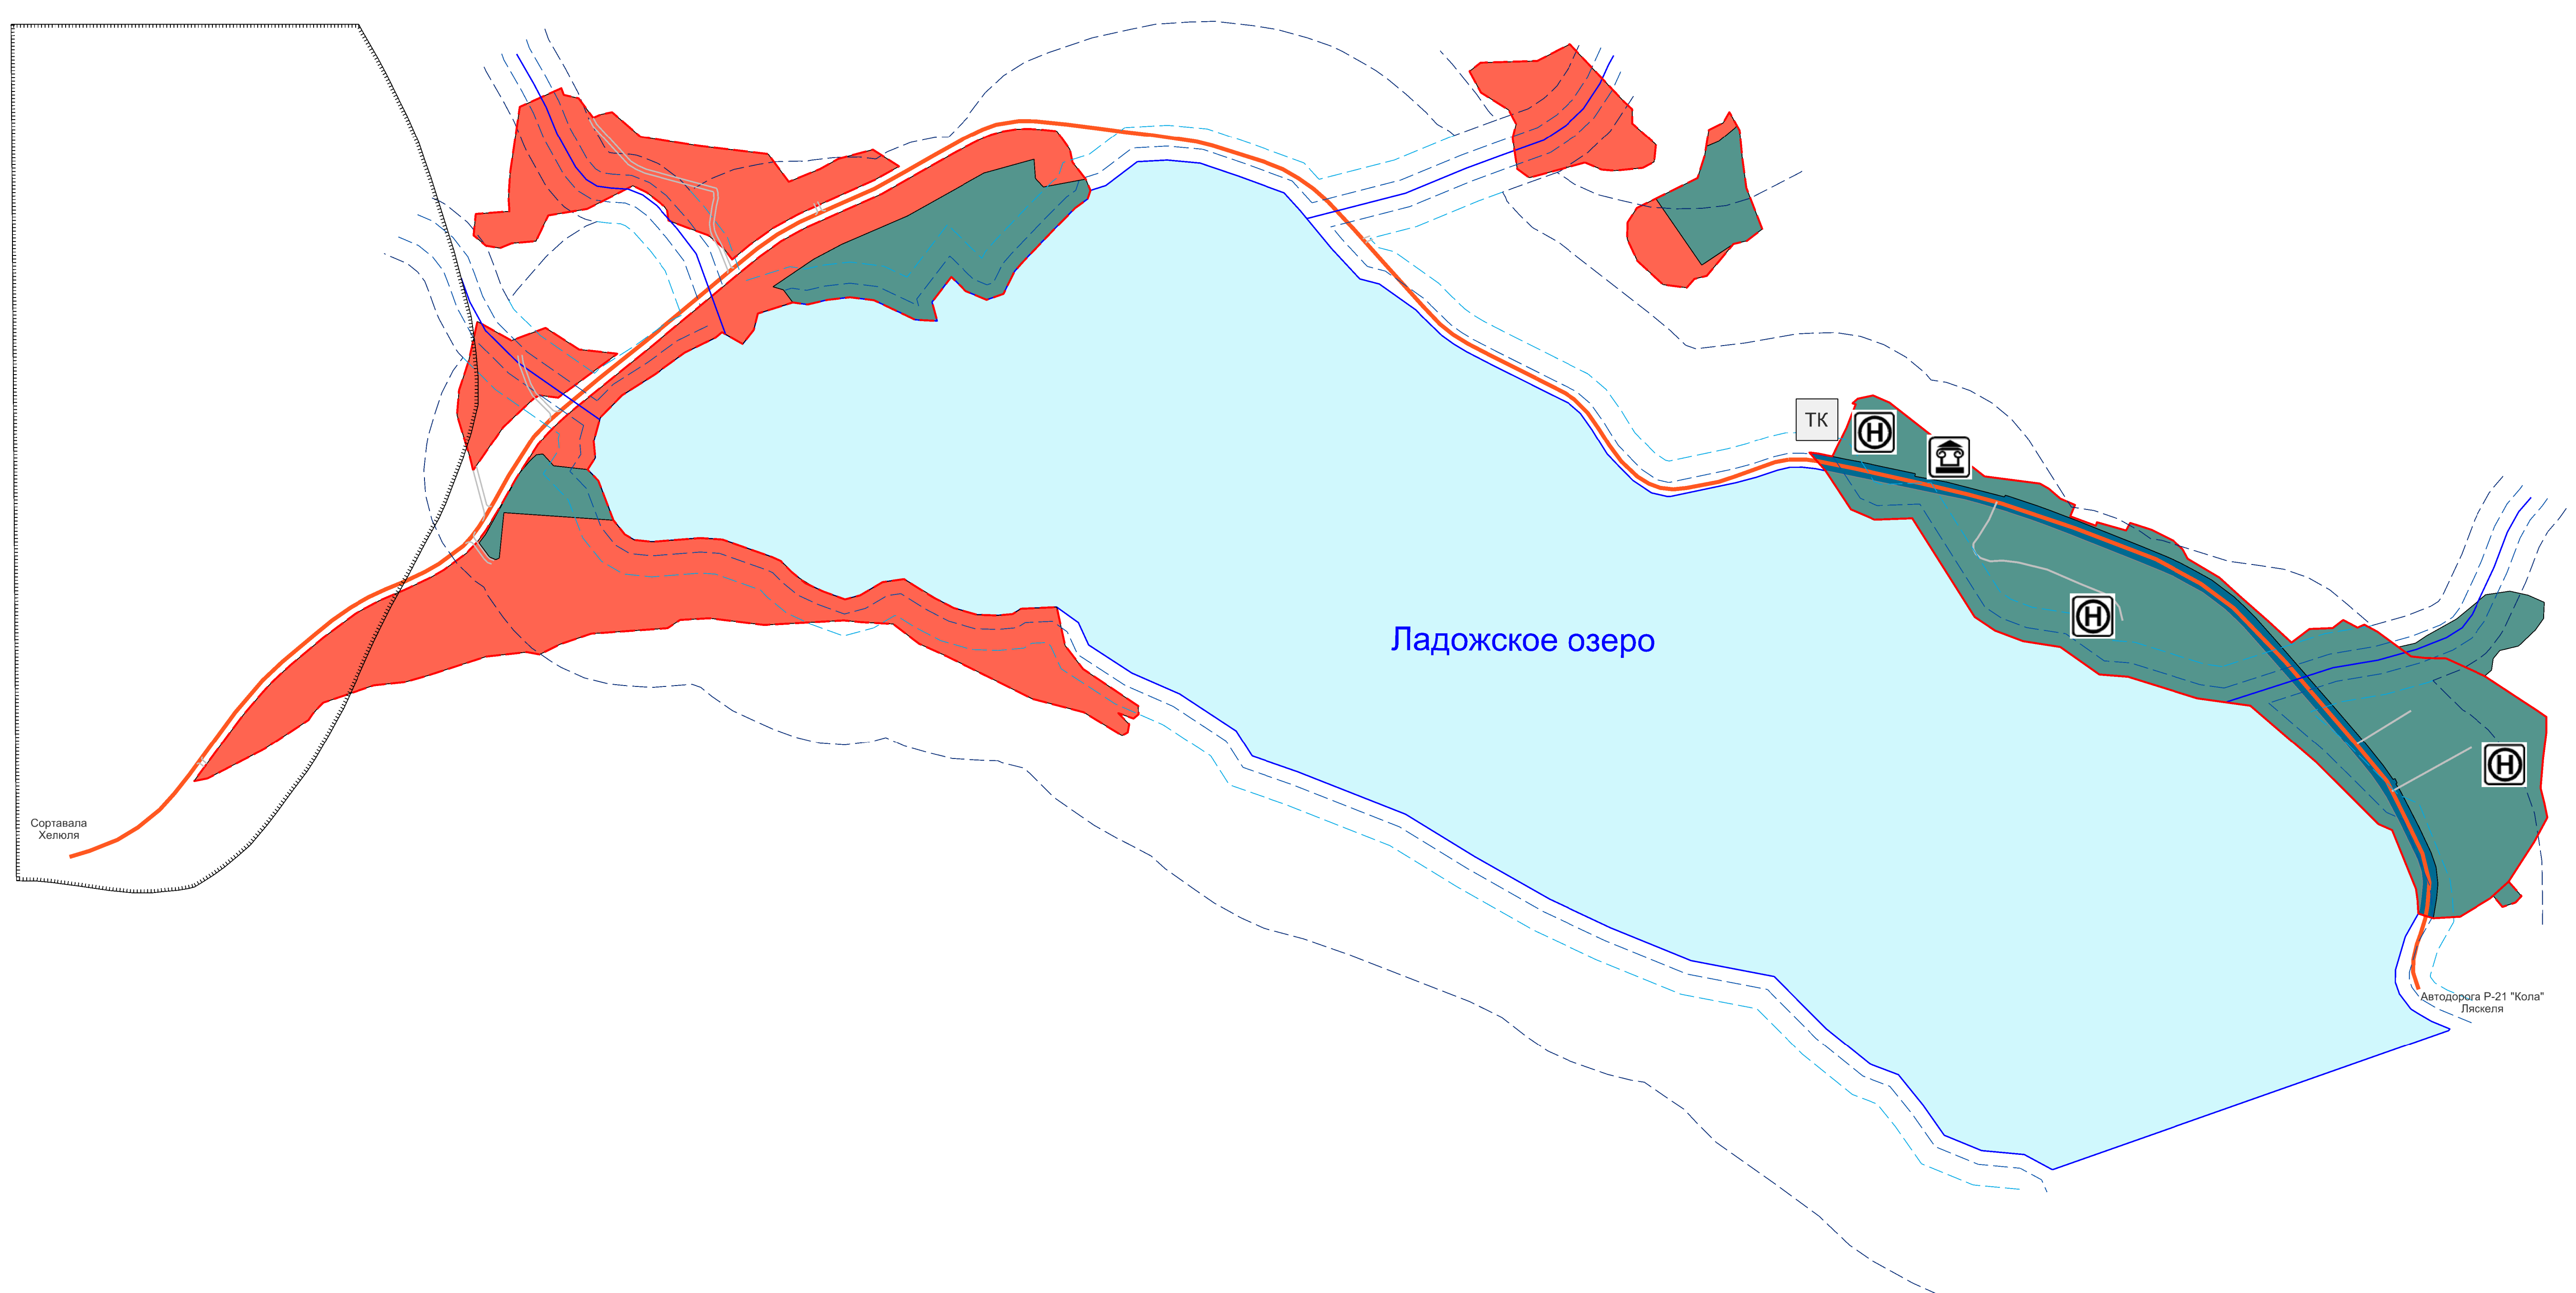 ТК
Н
Н
Ладожское озеро
Н
Сортавала
Хелюля
Автодорога Р-21 "Кола"
Ляскеля